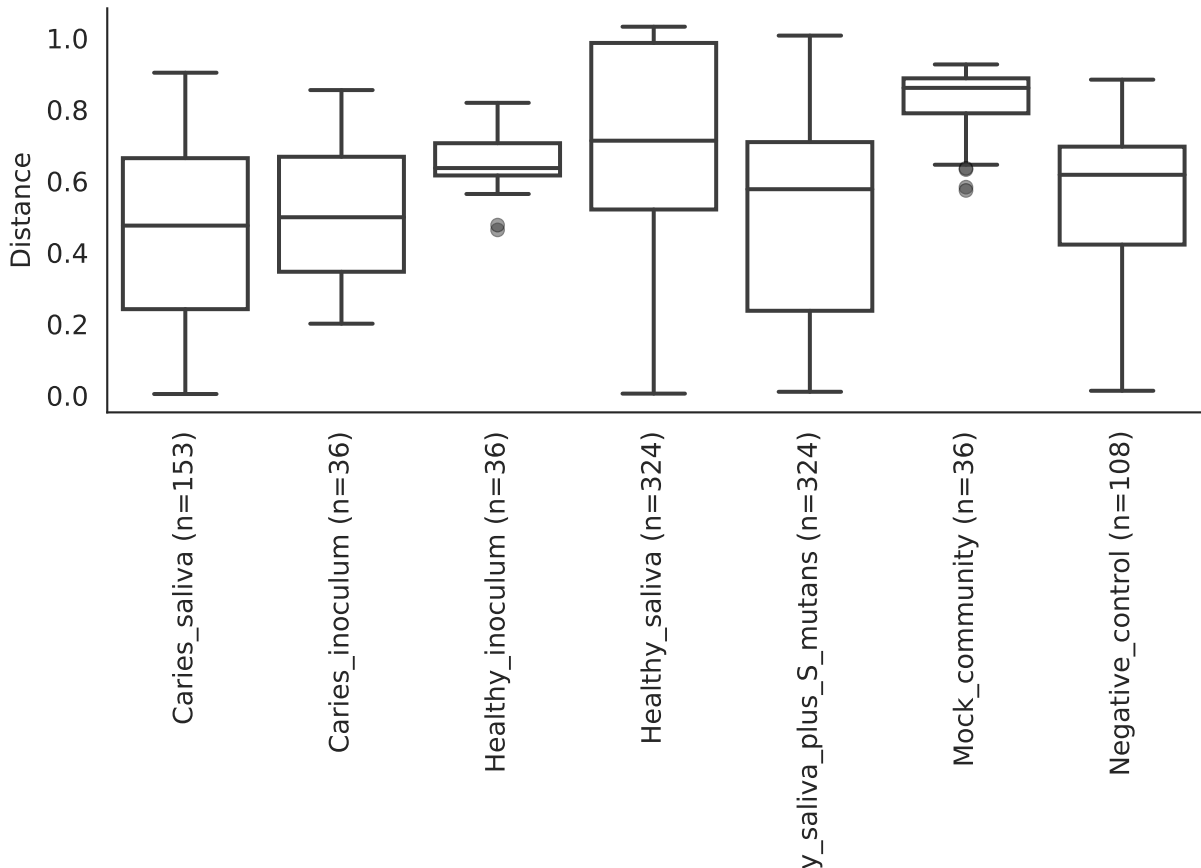 Distance
1.0
0.8
0.6
0.4
0.2
0.0
Caries_saliva (n=153)
Caries_inoculum (n=36)
Healthy_inoculum (n=36)
Healthy_saliva (n=324)
y_saliva_plus_S_mutans (n=324)
Mock_community (n=36)
Negative_control (n=108)